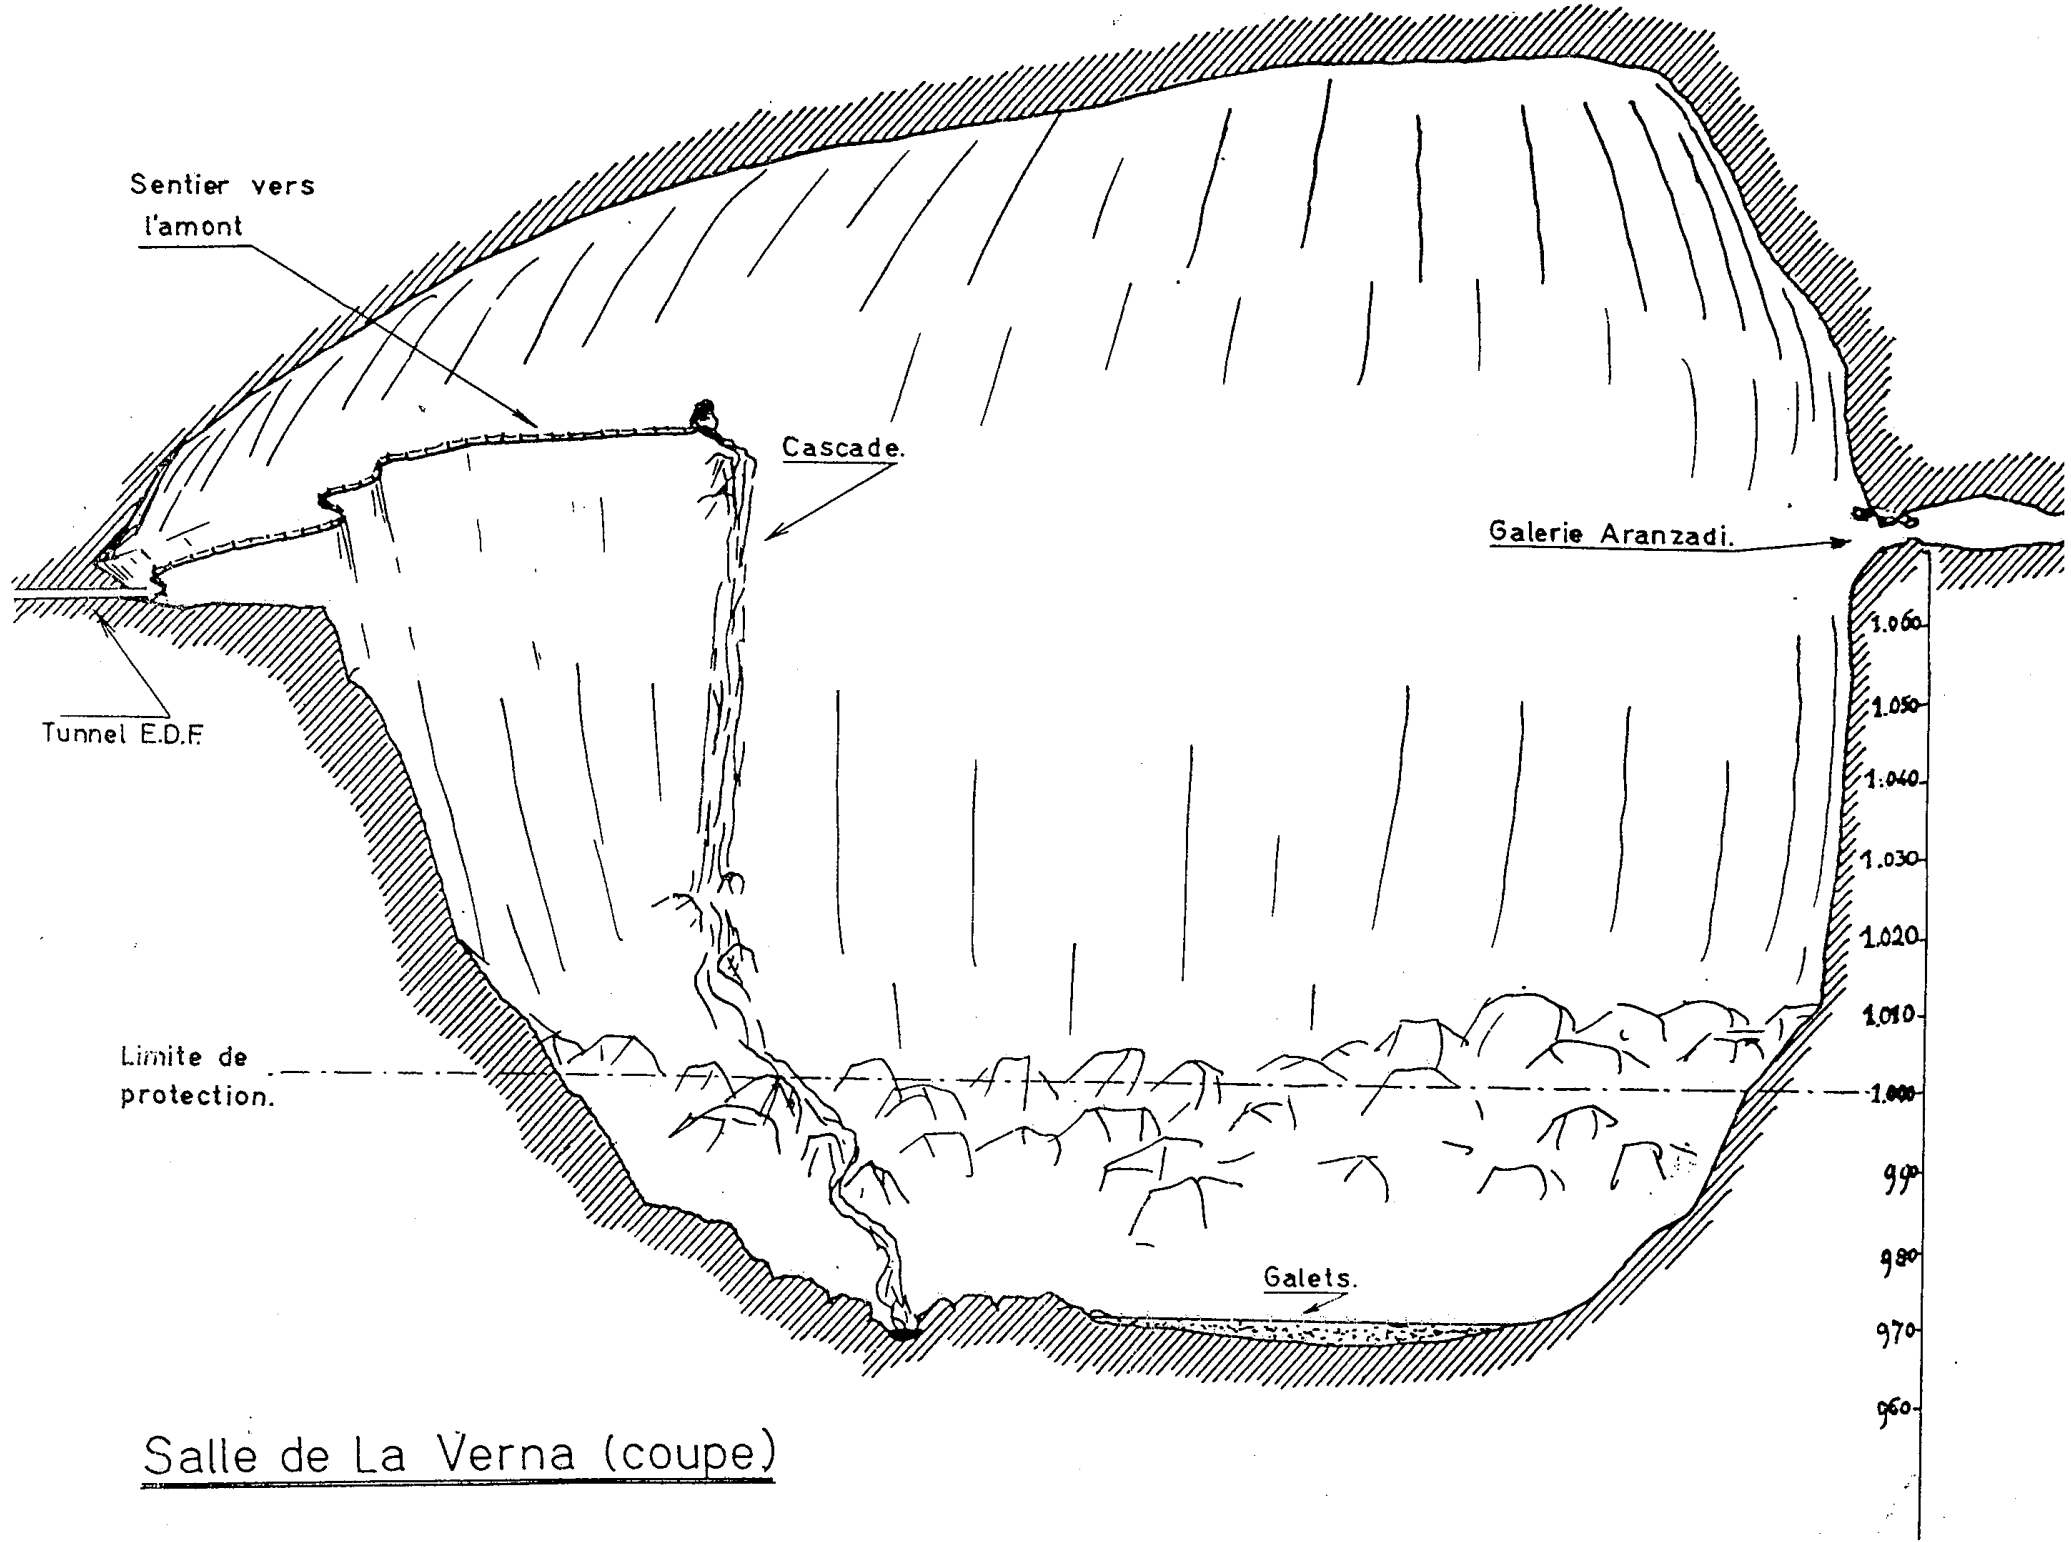 Sentier vers
l'amont
Cascade.
Galerie Aranzadi.
Tunnel E.D.F.
1.060
1.050
1.040
1.030
1.020
1.010
Limite de
protection.
1.000
990
980
Galets.
970
960
Salle de La Verna (coupe)